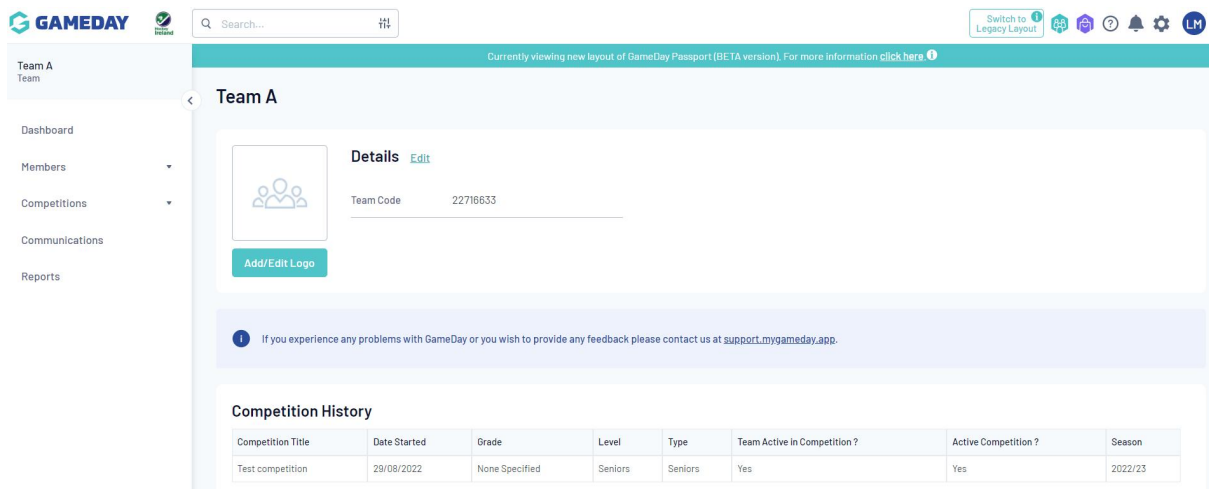 GAMEDAY
Hockey Ireland
Search...
Switch to Legacy Layout
LM
Team A
Team
Currently viewing new layout of GameDay Passport (BETA version). For more information click here.
Team A
Dashboard
Members
Competitions
Communications
Reports
Details Edit
Team Code 22716633
Add/Edit Logo
If you experience any problems with GameDay or you wish to provide any feedback please contact us at support.mygameday.app.
Competition History
Competition Title Date Started Grade Level Type Team Active in Competition ? Active Competition ? Season
Test competition 29/08/2022 None Specified Seniors Seniors Yes Yes 2022/23